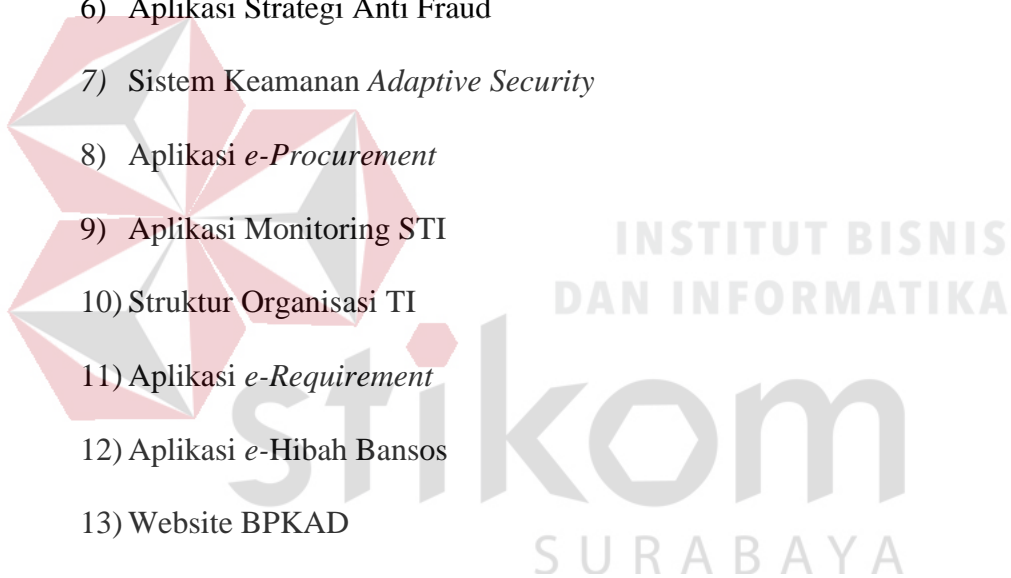 6) Aplikasi Strategi Anti Fraud
7) Sistem Keamanan Adaptive Security
8) Aplikasi e-Procurement
9) Aplikasi Monitoring STI
INSTITUT BISNIS
10) Struktur Organisasi TI
DAN INFORMATIKA
11) Aplikasi e-Requirement
stikom
12) Aplikasi e-Hibah Bansos
13) Website BPKAD
SURABAYA